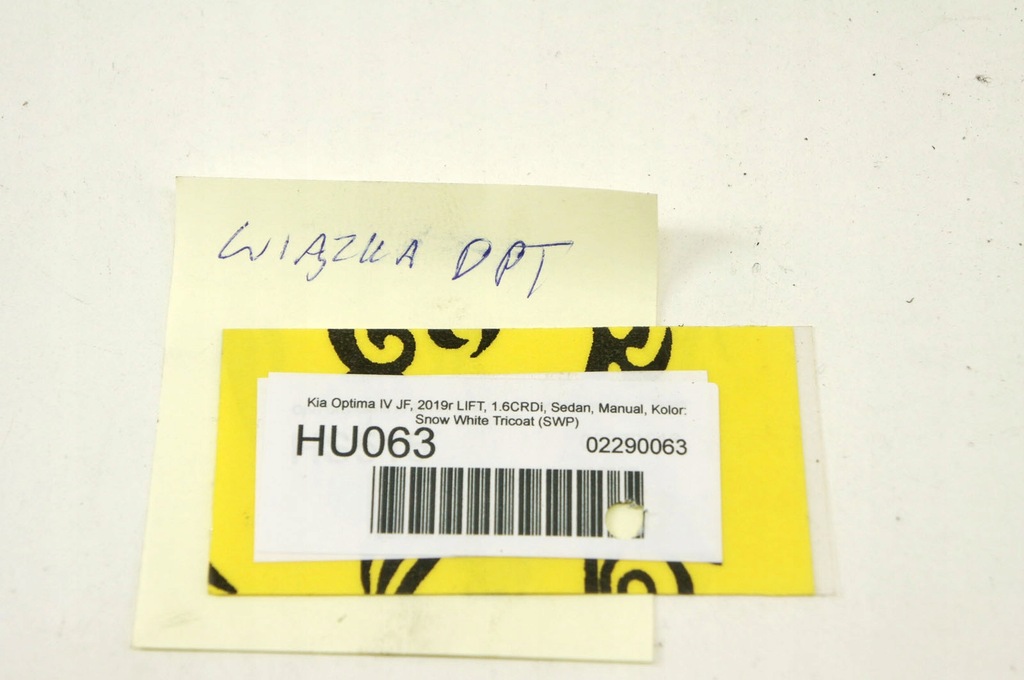 WIĄZKA DPT
Kia Optima IV JF, 2019r LIFT, 1.6CRDi, Sedan, Manual, Kolor:
Snow White Tricoat (SWP)
HU063 02290063